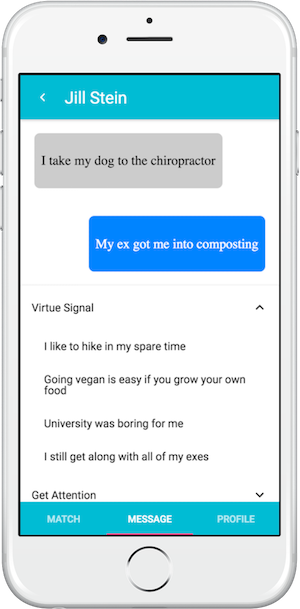 Jill Stein
I take my dog to the chiropractor
My ex got me into composting
Virtue Signal
I like to hike in my spare time
Going vegan is easy if you grow your own
food
University was boring for me
I still get along with all of my exes
Get Attention
MATCH MESSAGE PROFILE